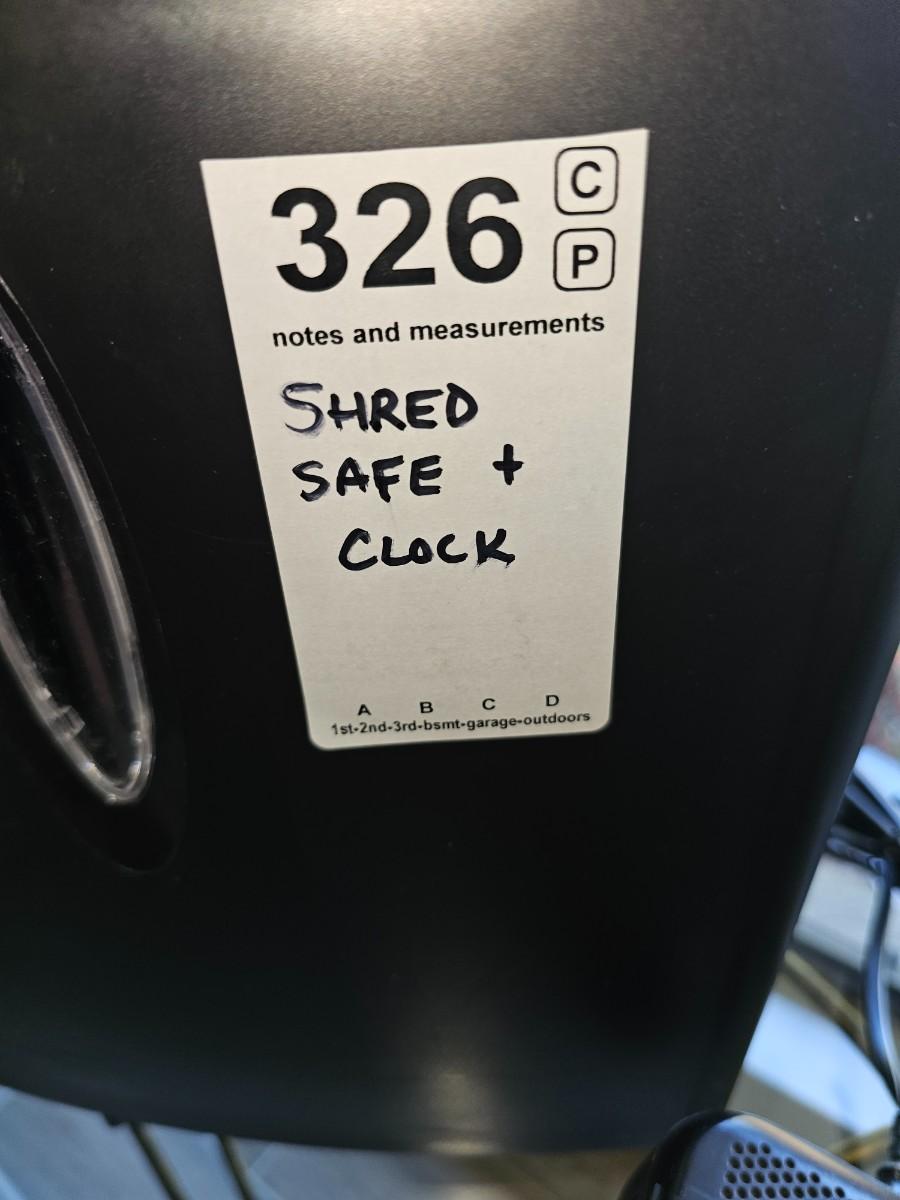 326 C
P
notes and measurements
SHRED
SAFE +
CLOCK
A B C D
1st-2nd-3rd-bsmt-garage-outdoors